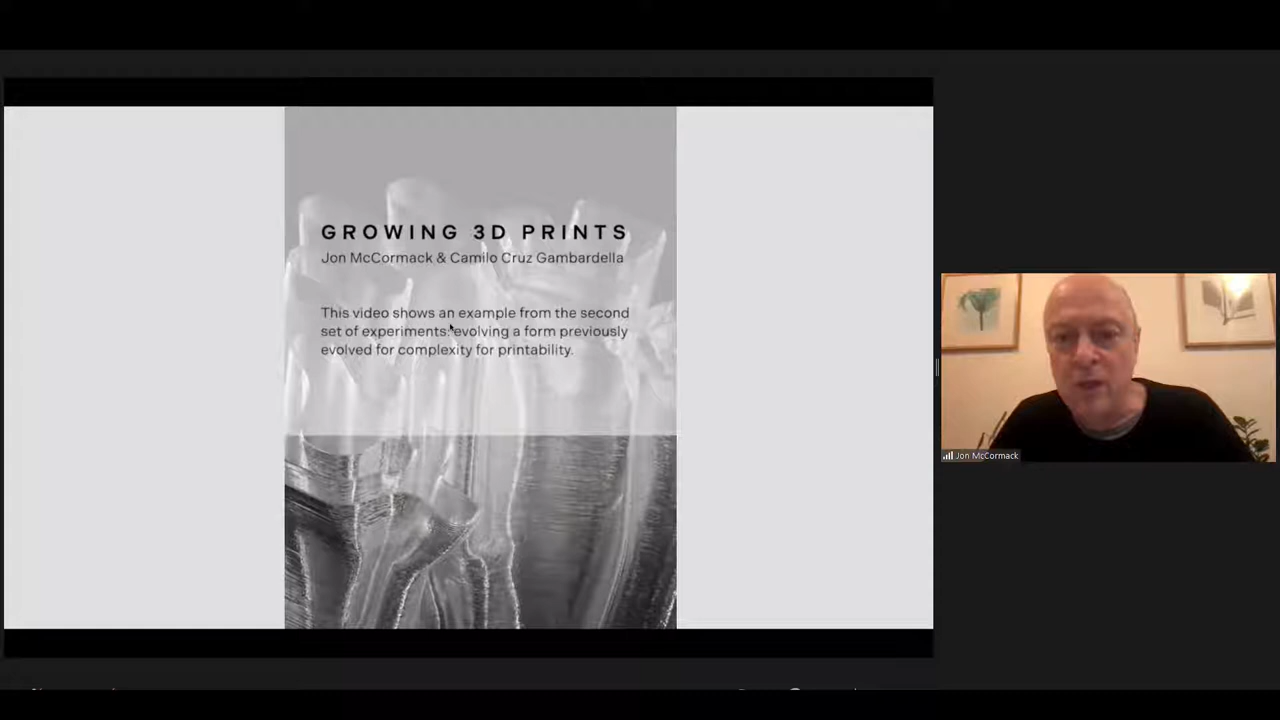 GROWING 3D PRINTS
Jon McCormack & Camilo Cruz Gambardella
This video shows an example from the second
set of experiments: evolving a form previously
evolved for complexity for printability.
Jon McCormack